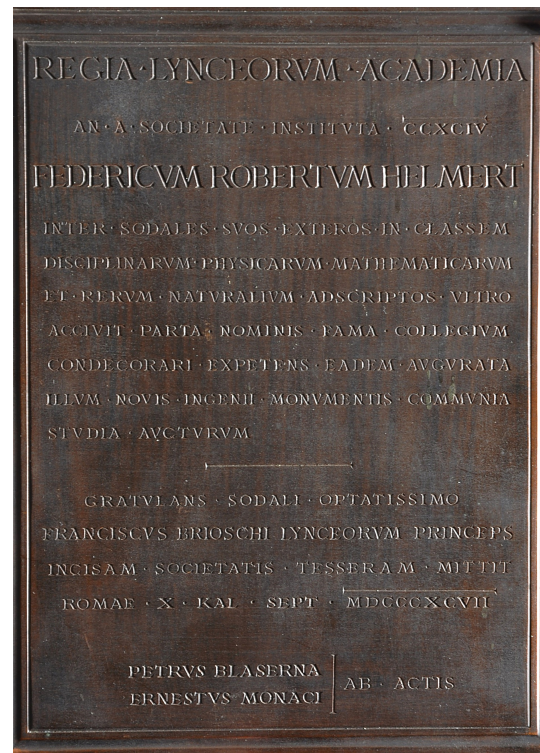 REGIA·LYNCEORVM·ACADEMIA
AN·A·SOCIETATE·INSTITVTA·CCXCIV
FEDERICVM ROBERTVM HELMERT
INTER·SODALES·SVOS·EXTEROS·IN·CLASSEM
DISCIPLINARVM·PHYSICARVM·MATHEMATICARVM
ET·RERVM·NATVRALIVM·ADSCRIPTOS·VLTRO
ACCIVIT·PARTA·NOMINIS·FAMA·COLLEGIVM
CONDECORARI·EXPETENS·EADEM·AVGVRATA
ILLVM·NOVIS·INGENII·MONVMENTIS·COMMVNIA
STVDIA·AVCTVRVM
GRATVLANS·SODALI·OPTATISSIMO
FRANCISCVS BRIOSCHI LYNCEORVM PRINCEPS
INCISAM·SOCIETATIS·TESSERAM·MITTIT
ROMAE·X·KAL·SEPT·MDCCCXCVII
PETRVS BLASERNA
ERNESTVS MONACI
AB·ACTIS